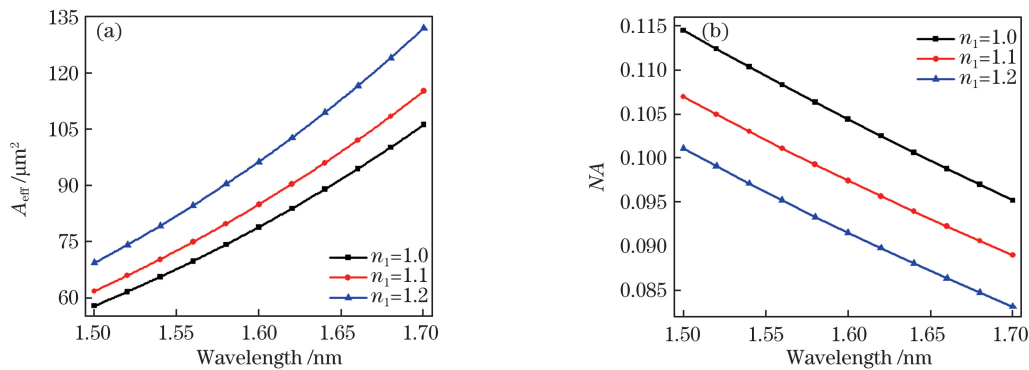 (a)
135
120
105
90
75
60
A_eff /μm²
n₁=1.0
n₁=1.1
n₁=1.2
1.50
1.55
1.60
1.65
1.70
Wavelength /nm
(b)
0.115
0.110
0.105
0.100
0.095
0.090
0.085
NA
n₁=1.0
n₁=1.1
n₁=1.2
1.50
1.55
1.60
1.65
1.70
Wavelength /nm